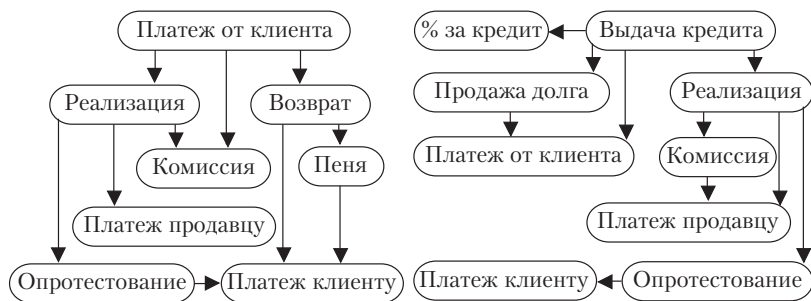 Платеж от клиента
Реализация
Возврат
Комиссия
Пеня
Платеж продавцу
Опротестование
Платеж клиенту
% за кредит
Выдача кредита
Продажа долга
Реализация
Платеж от клиента
Комиссия
Платеж продавцу
Платеж клиенту
Опротестование